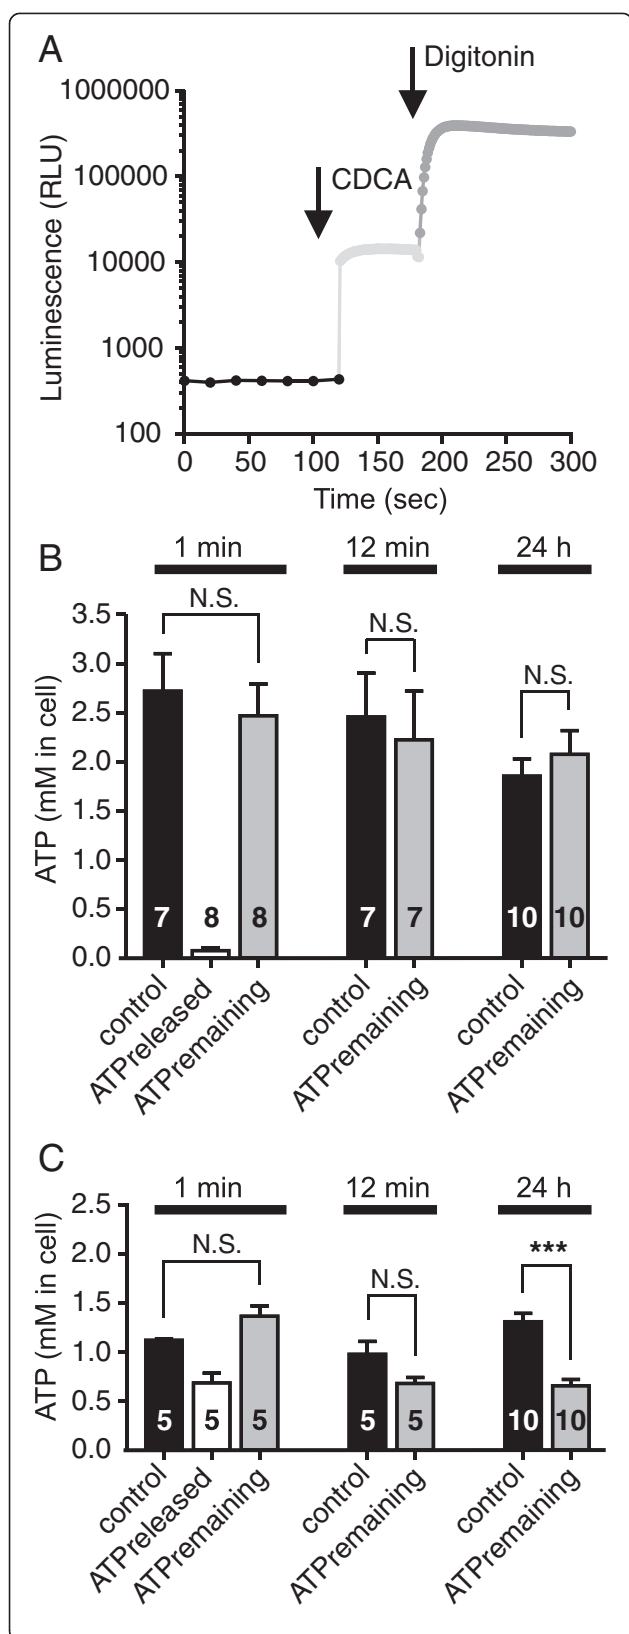 A
Digitonin
CDCA
Luminescence (RLU)
1000000
100000
10000
1000
100
0 50 100 150 200 250 300
Time (sec)
B
1 min 12 min 24 h
N.S. N.S. N.S.
ATP (mM in cell)
3.5
3.0
2.5
2.0
1.5
1.0
0.5
0.0
7 8 8 7 7 10 10
control ATPreleased ATPremaining control ATPremaining control ATPremaining
C
1 min 12 min 24 h
N.S. N.S. ***
ATP (mM in cell)
2.5
2.0
1.5
1.0
0.5
0.0
5 5 5 5 5 10 10
control ATPreleased ATPremaining control ATPremaining control ATPremaining